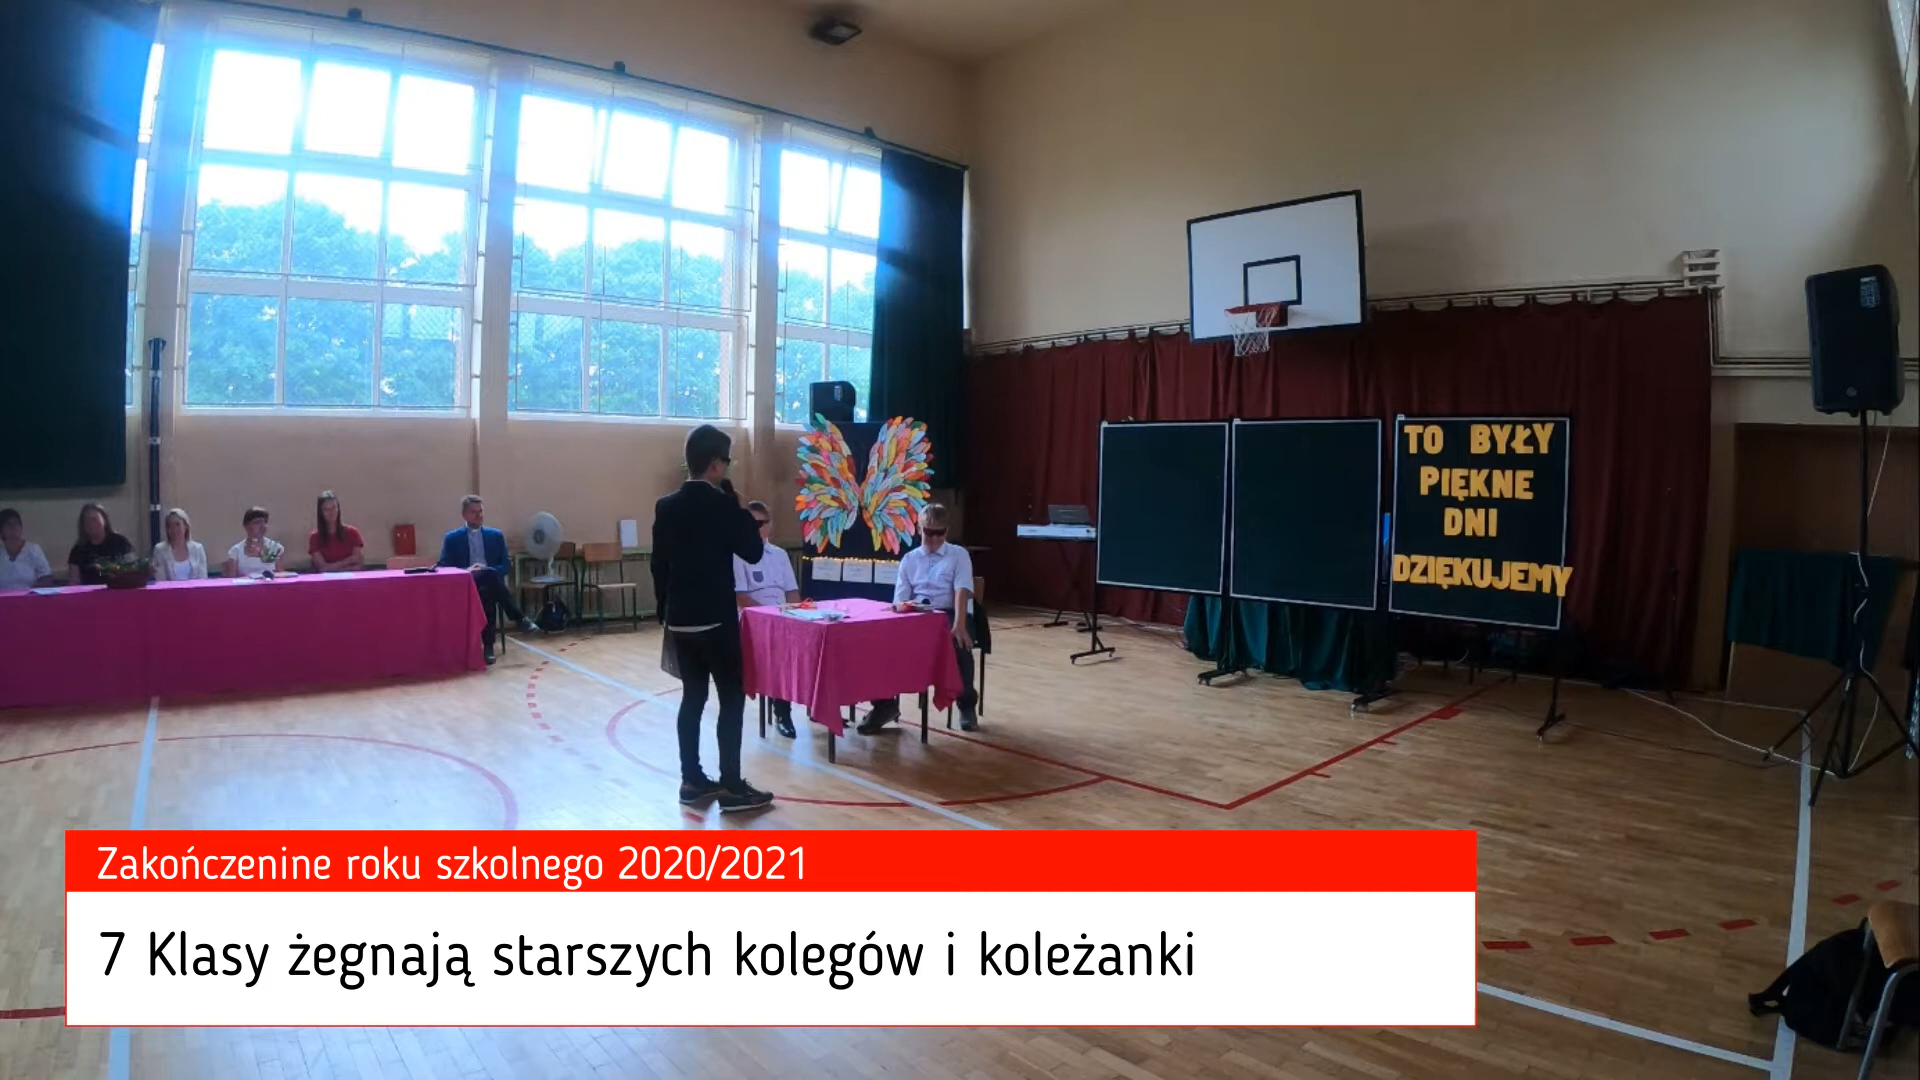 TO BYŁY
PIĘKNE
DNI
DZIĘKUJEMY
Zakończenine roku szkolnego 2020/2021
7 Klasy żegnają starszych kolegów i koleżanki